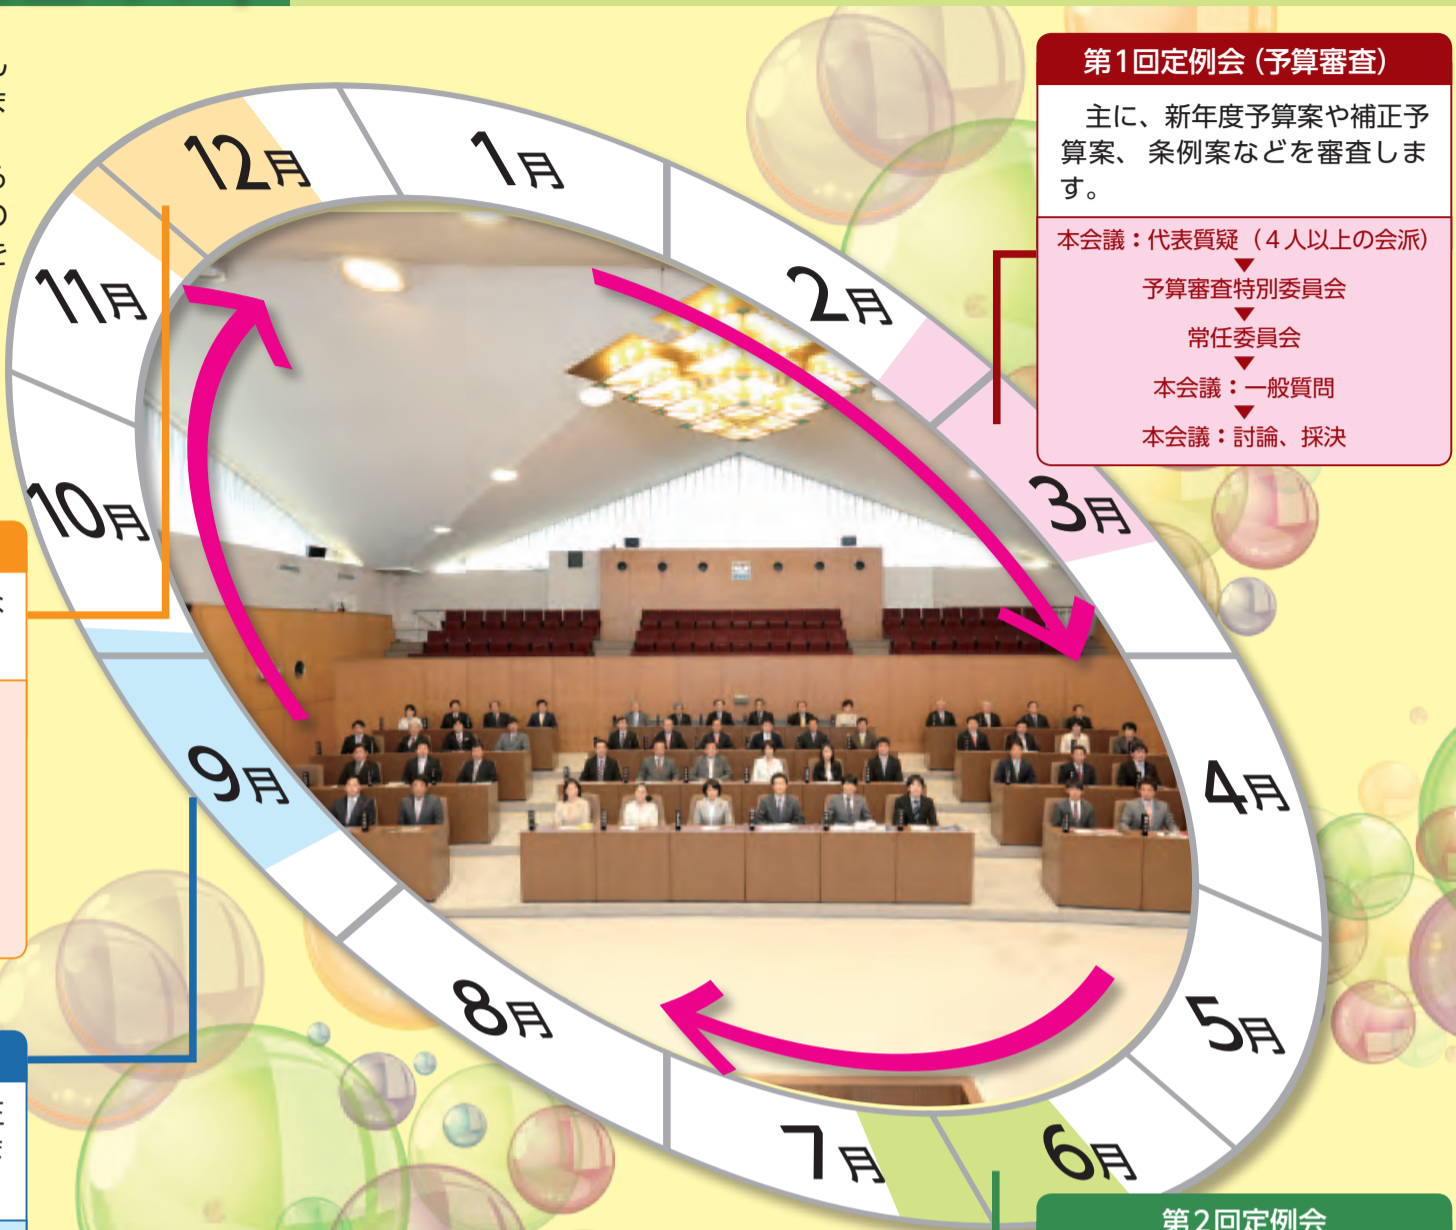 第1回定例会（予算審査）
主に、新年度予算案や補正予
算案、条例案などを審査しま
す。
本会議：代表質疑（４人以上の会派）
▼
予算審査特別委員会
▼
常任委員会
▼
本会議：一般質問
▼
本会議：討論、採決
1月
2月
3月
4月
5月
6月
7月
8月
9月
10月
11月
12月
第2回定例会